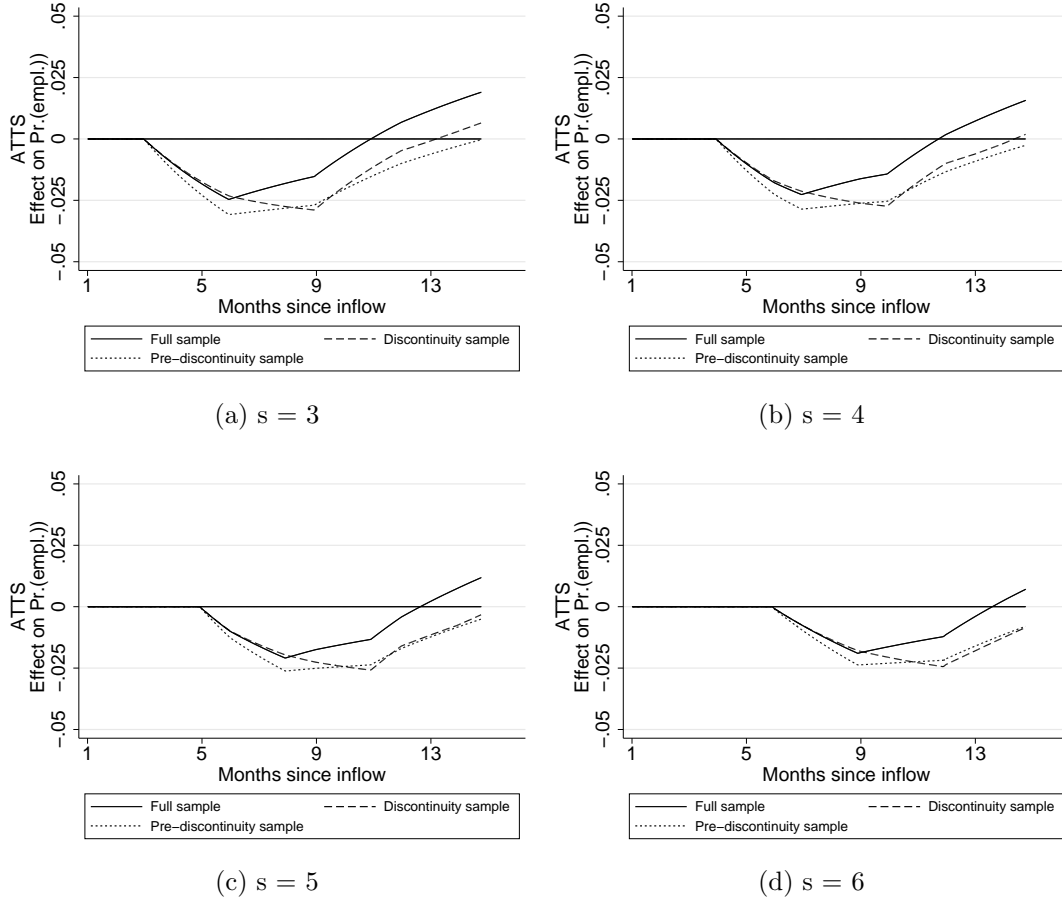 ATTS
Effect on Pr.(empl.))
.05
.025
0
−.025
−.05
1 5 9 13
Months since inflow
Full sample Discontinuity sample
Pre−discontinuity sample
(a) s = 3
ATTS
Effect on Pr.(empl.))
.05
.025
0
−.025
−.05
1 5 9 13
Months since inflow
Full sample Discontinuity sample
Pre−discontinuity sample
(b) s = 4
ATTS
Effect on Pr.(empl.))
.05
.025
0
−.025
−.05
1 5 9 13
Months since inflow
Full sample Discontinuity sample
Pre−discontinuity sample
(c) s = 5
ATTS
Effect on Pr.(empl.))
.05
.025
0
−.025
−.05
1 5 9 13
Months since inflow
Full sample Discontinuity sample
Pre−discontinuity sample
(d) s = 6